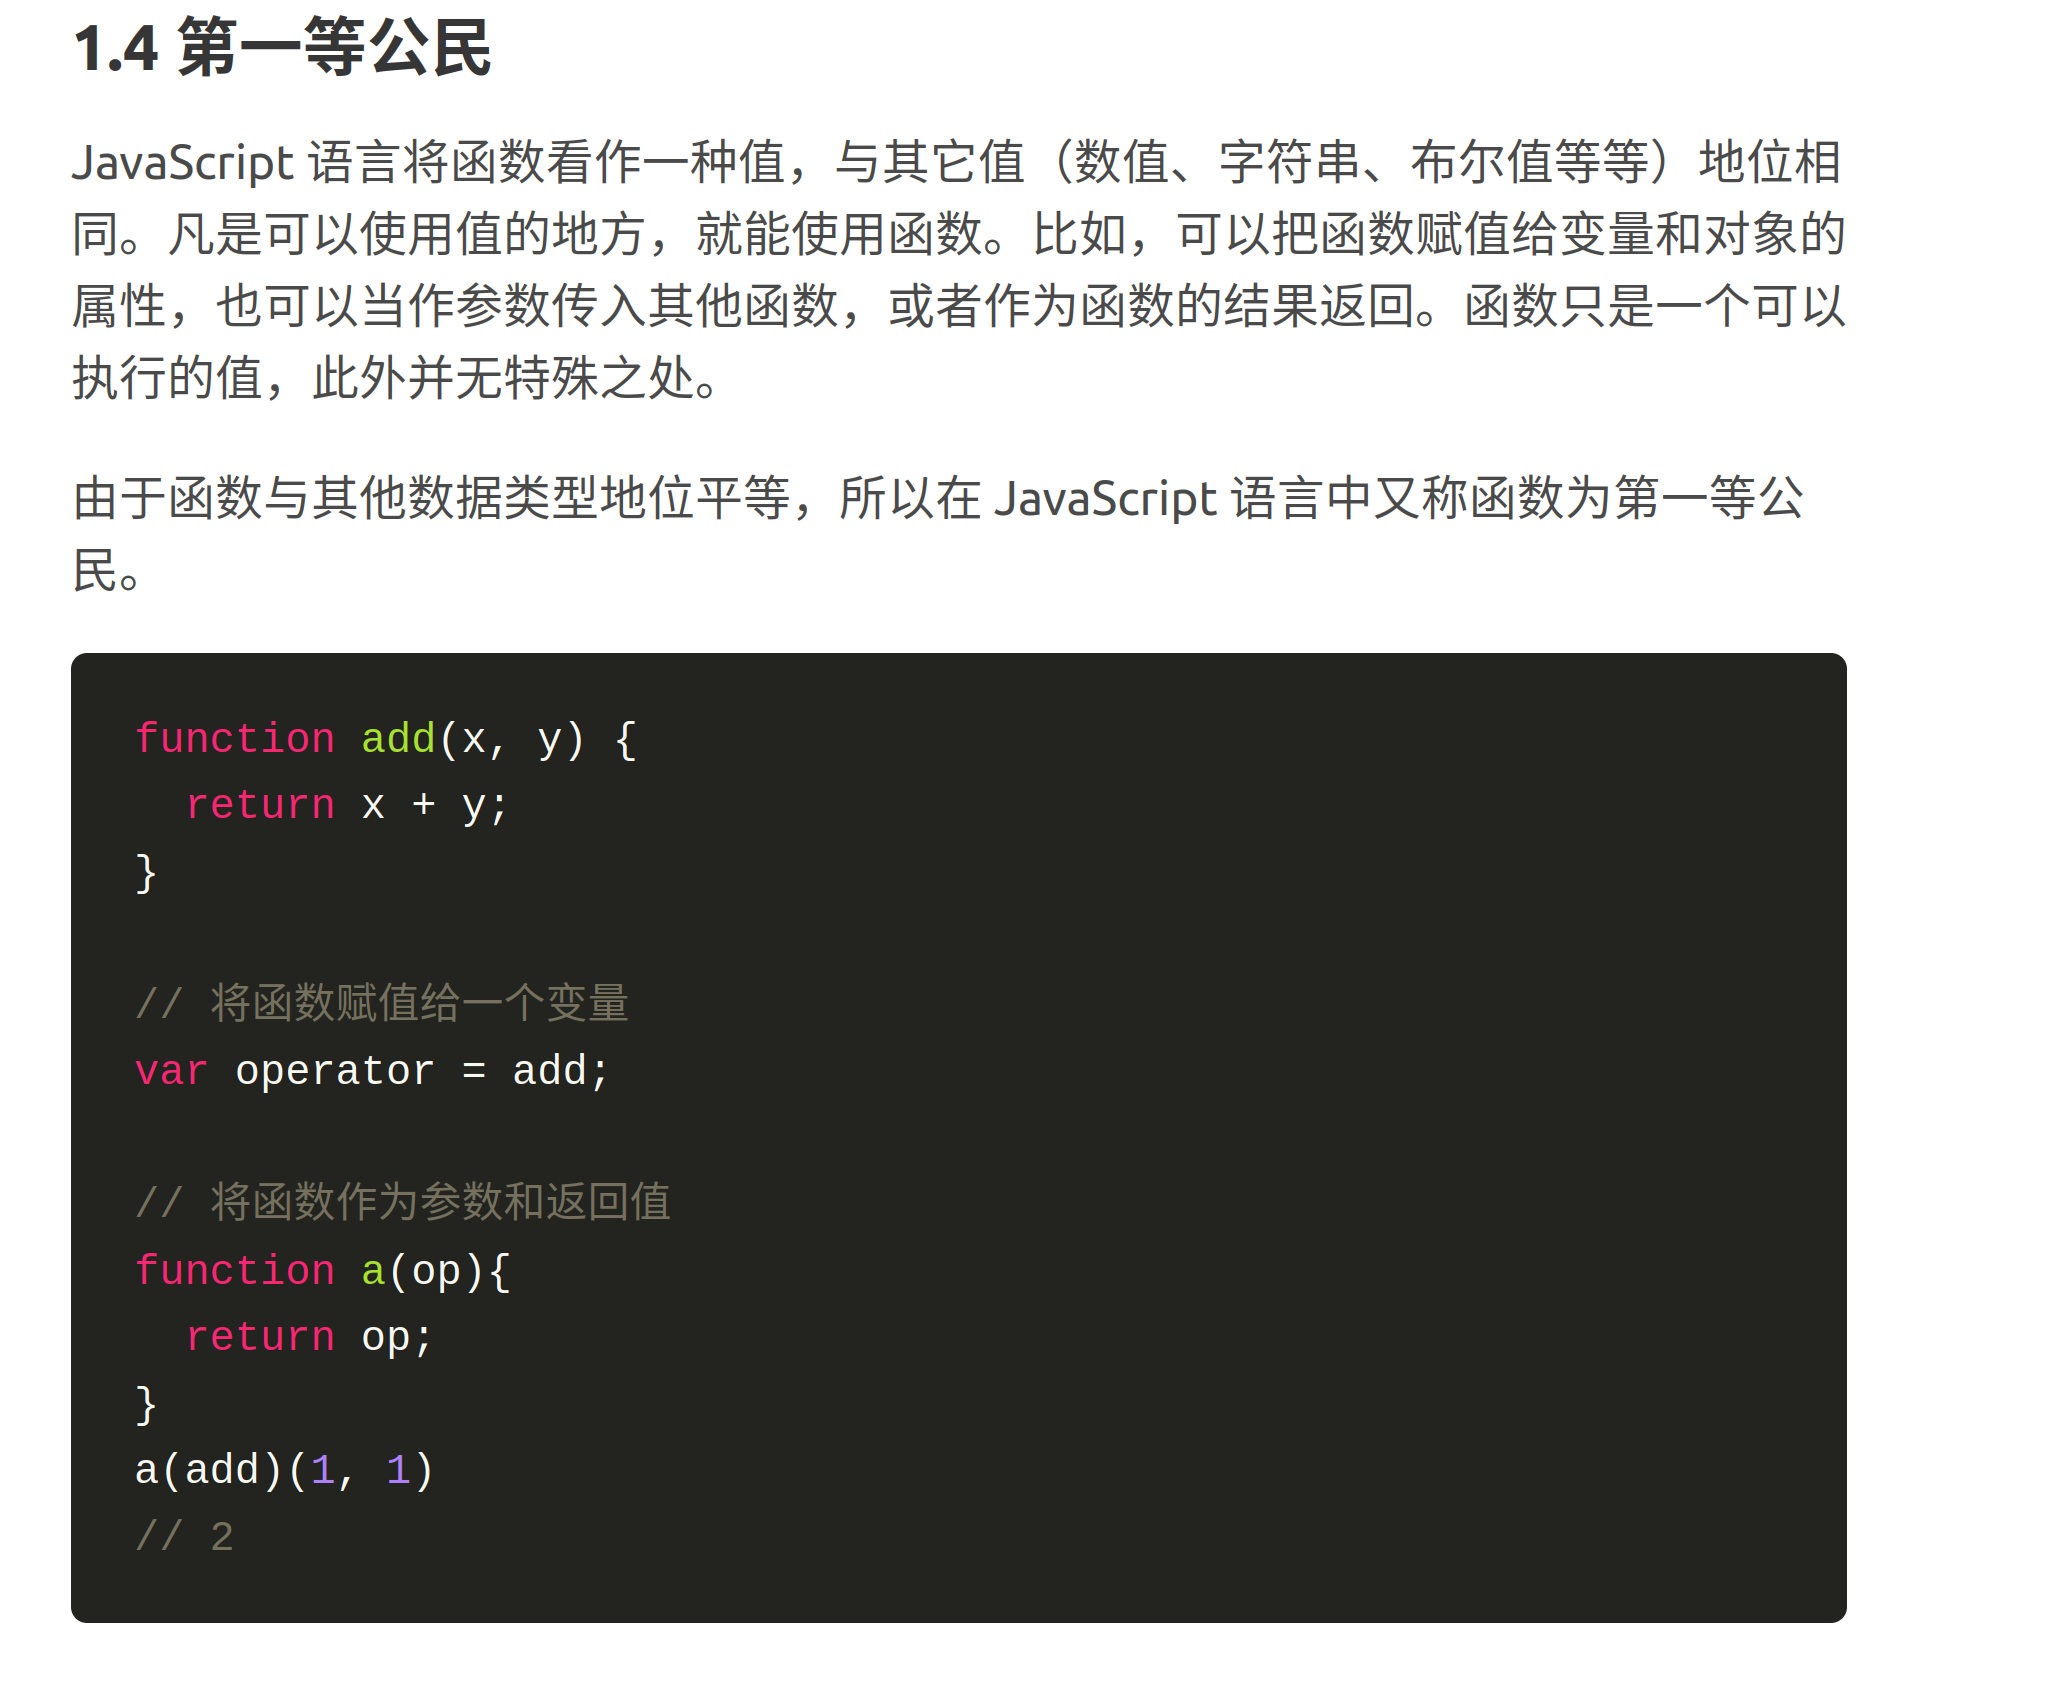 1.4 第一等公民
JavaScript 语言将函数看作一种值，与其它值（数值、字符串、布尔值等等）地位相
同。凡是可以使用值的地方，就能使用函数。比如，可以把函数赋值给变量和对象的
属性，也可以当作参数传入其他函数，或者作为函数的结果返回。函数只是一个可以
执行的值，此外并无特殊之处。
由于函数与其他数据类型地位平等，所以在 JavaScript 语言中又称函数为第一等公
民。
function add(x, y) {
  return x + y;
}
// 将函数赋值给一个变量
var operator = add;
// 将函数作为参数和返回值
function a(op){
  return op;
}
a(add)(1, 1)
// 2